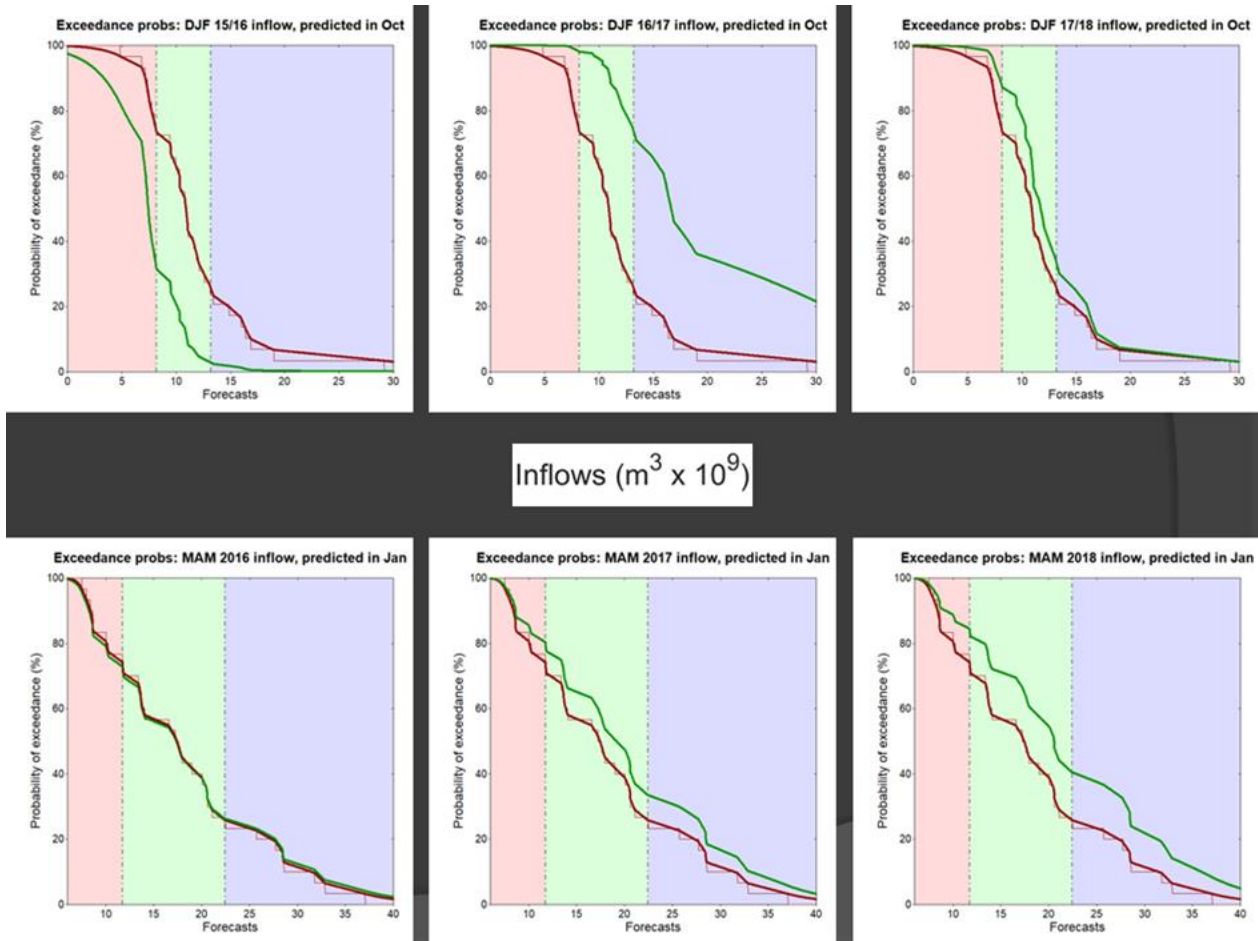 Exceedance probs: DJF 15/16 inflow, predicted in Oct
Probability of exceedance (%)
100
80
60
40
20
0
0 5 10 15 20 25 30
Forecasts
Exceedance probs: DJF 16/17 inflow, predicted in Oct
Probability of exceedance (%)
100
80
60
40
20
0
0 5 10 15 20 25 30
Forecasts
Exceedance probs: DJF 17/18 inflow, predicted in Oct
Probability of exceedance (%)
100
80
60
40
20
0
0 5 10 15 20 25 30
Forecasts
Inflows (m³ x 10⁹)
Exceedance probs: MAM 2016 inflow, predicted in Jan
Probability of exceedance (%)
100
80
60
40
20
0
10 15 20 25 30 35 40
Forecasts
Exceedance probs: MAM 2017 inflow, predicted in Jan
Probability of exceedance (%)
100
80
60
40
20
0
10 15 20 25 30 35 40
Forecasts
Exceedance probs: MAM 2018 inflow, predicted in Jan
Probability of exceedance (%)
100
80
60
40
20
0
10 15 20 25 30 35 40
Forecasts